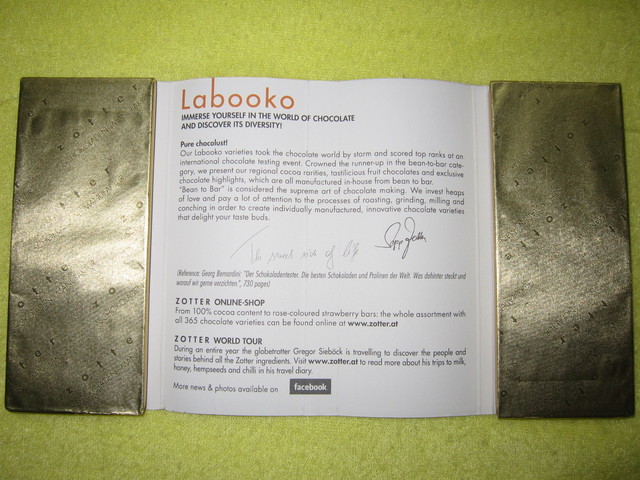 Labooko
IMMERSE YOURSELF IN THE WORLD OF CHOCOLATE
AND DISCOVER ITS DIVERSITY!
Pure chocolust!
Our Labooko varieties took the chocolate world by storm and scored top ranks at an
international chocolate testing event. Crowned the runner-up in the bean-to-bar cate-
gory, we present our regional cocoa rarities, tastilicious fruit chocolates and exclusive
chocolate highlights, which are all manufactured in-house from bean to bar.
"Bean to Bar" is considered the supreme art of chocolate making. We invest heaps
of love and pay a lot of attention to the processes of roasting, grinding, milling and
conching in order to create individually manufactured, innovative chocolate varieties
that delight your taste buds.
The sweet side of life
(Reference: Georg Bernardini: "Der Schokoladentester. Die besten Schokoladen und Pralinen der Welt. Was dahinter steckt und
worauf wir gerne verzichten.", 730 pages)
ZOTTER ONLINE-SHOP
From 100% cocoa content to rose-coloured strawberry bars: the whole assortment with
all 365 chocolate varieties can be found online at www.zotter.at
ZOTTER WORLD TOUR
During an entire year the globetrotter Gregor Sieböck is travelling to discover the people and
stories behind all the Zotter ingredients. Visit www.zotter.at to read more about his trips to milk,
honey, hempseeds and chilli in his travel diary.
More news & photos available on facebook